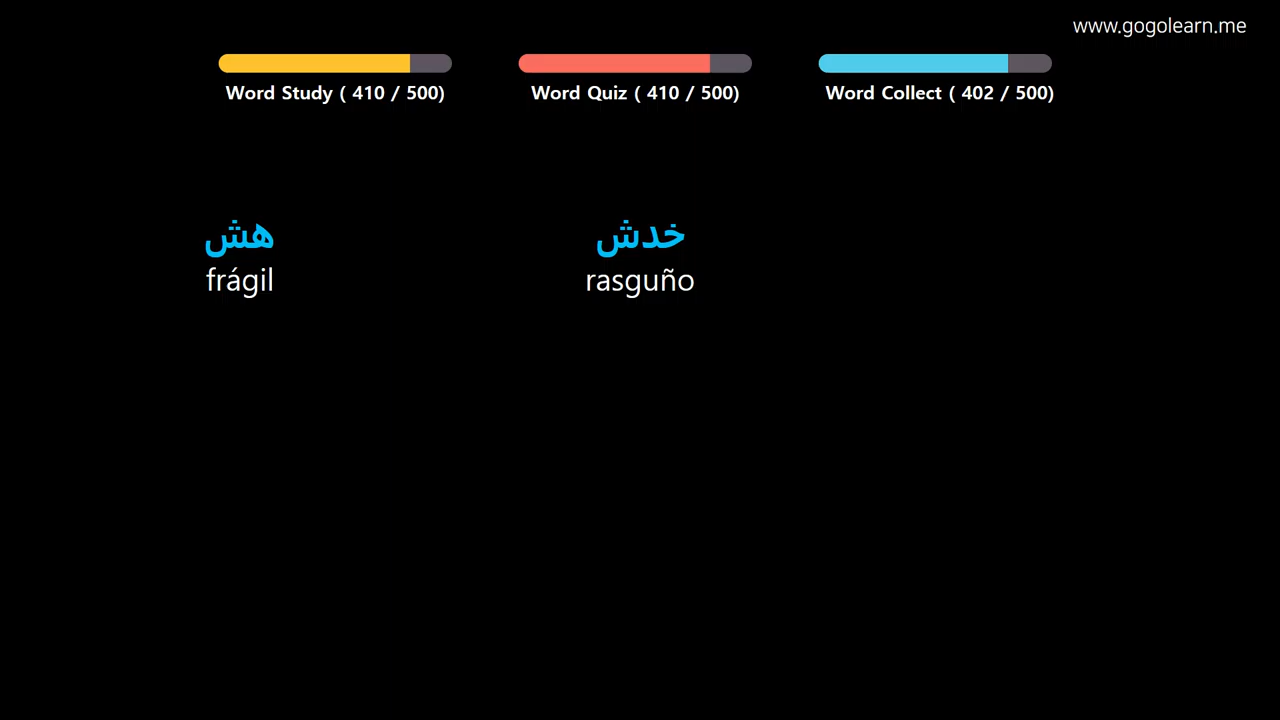 www.gogolearn.me
Word Study ( 410 / 500)
Word Quiz ( 410 / 500)
Word Collect ( 402 / 500)
هش
frágil
خدش
rasguño